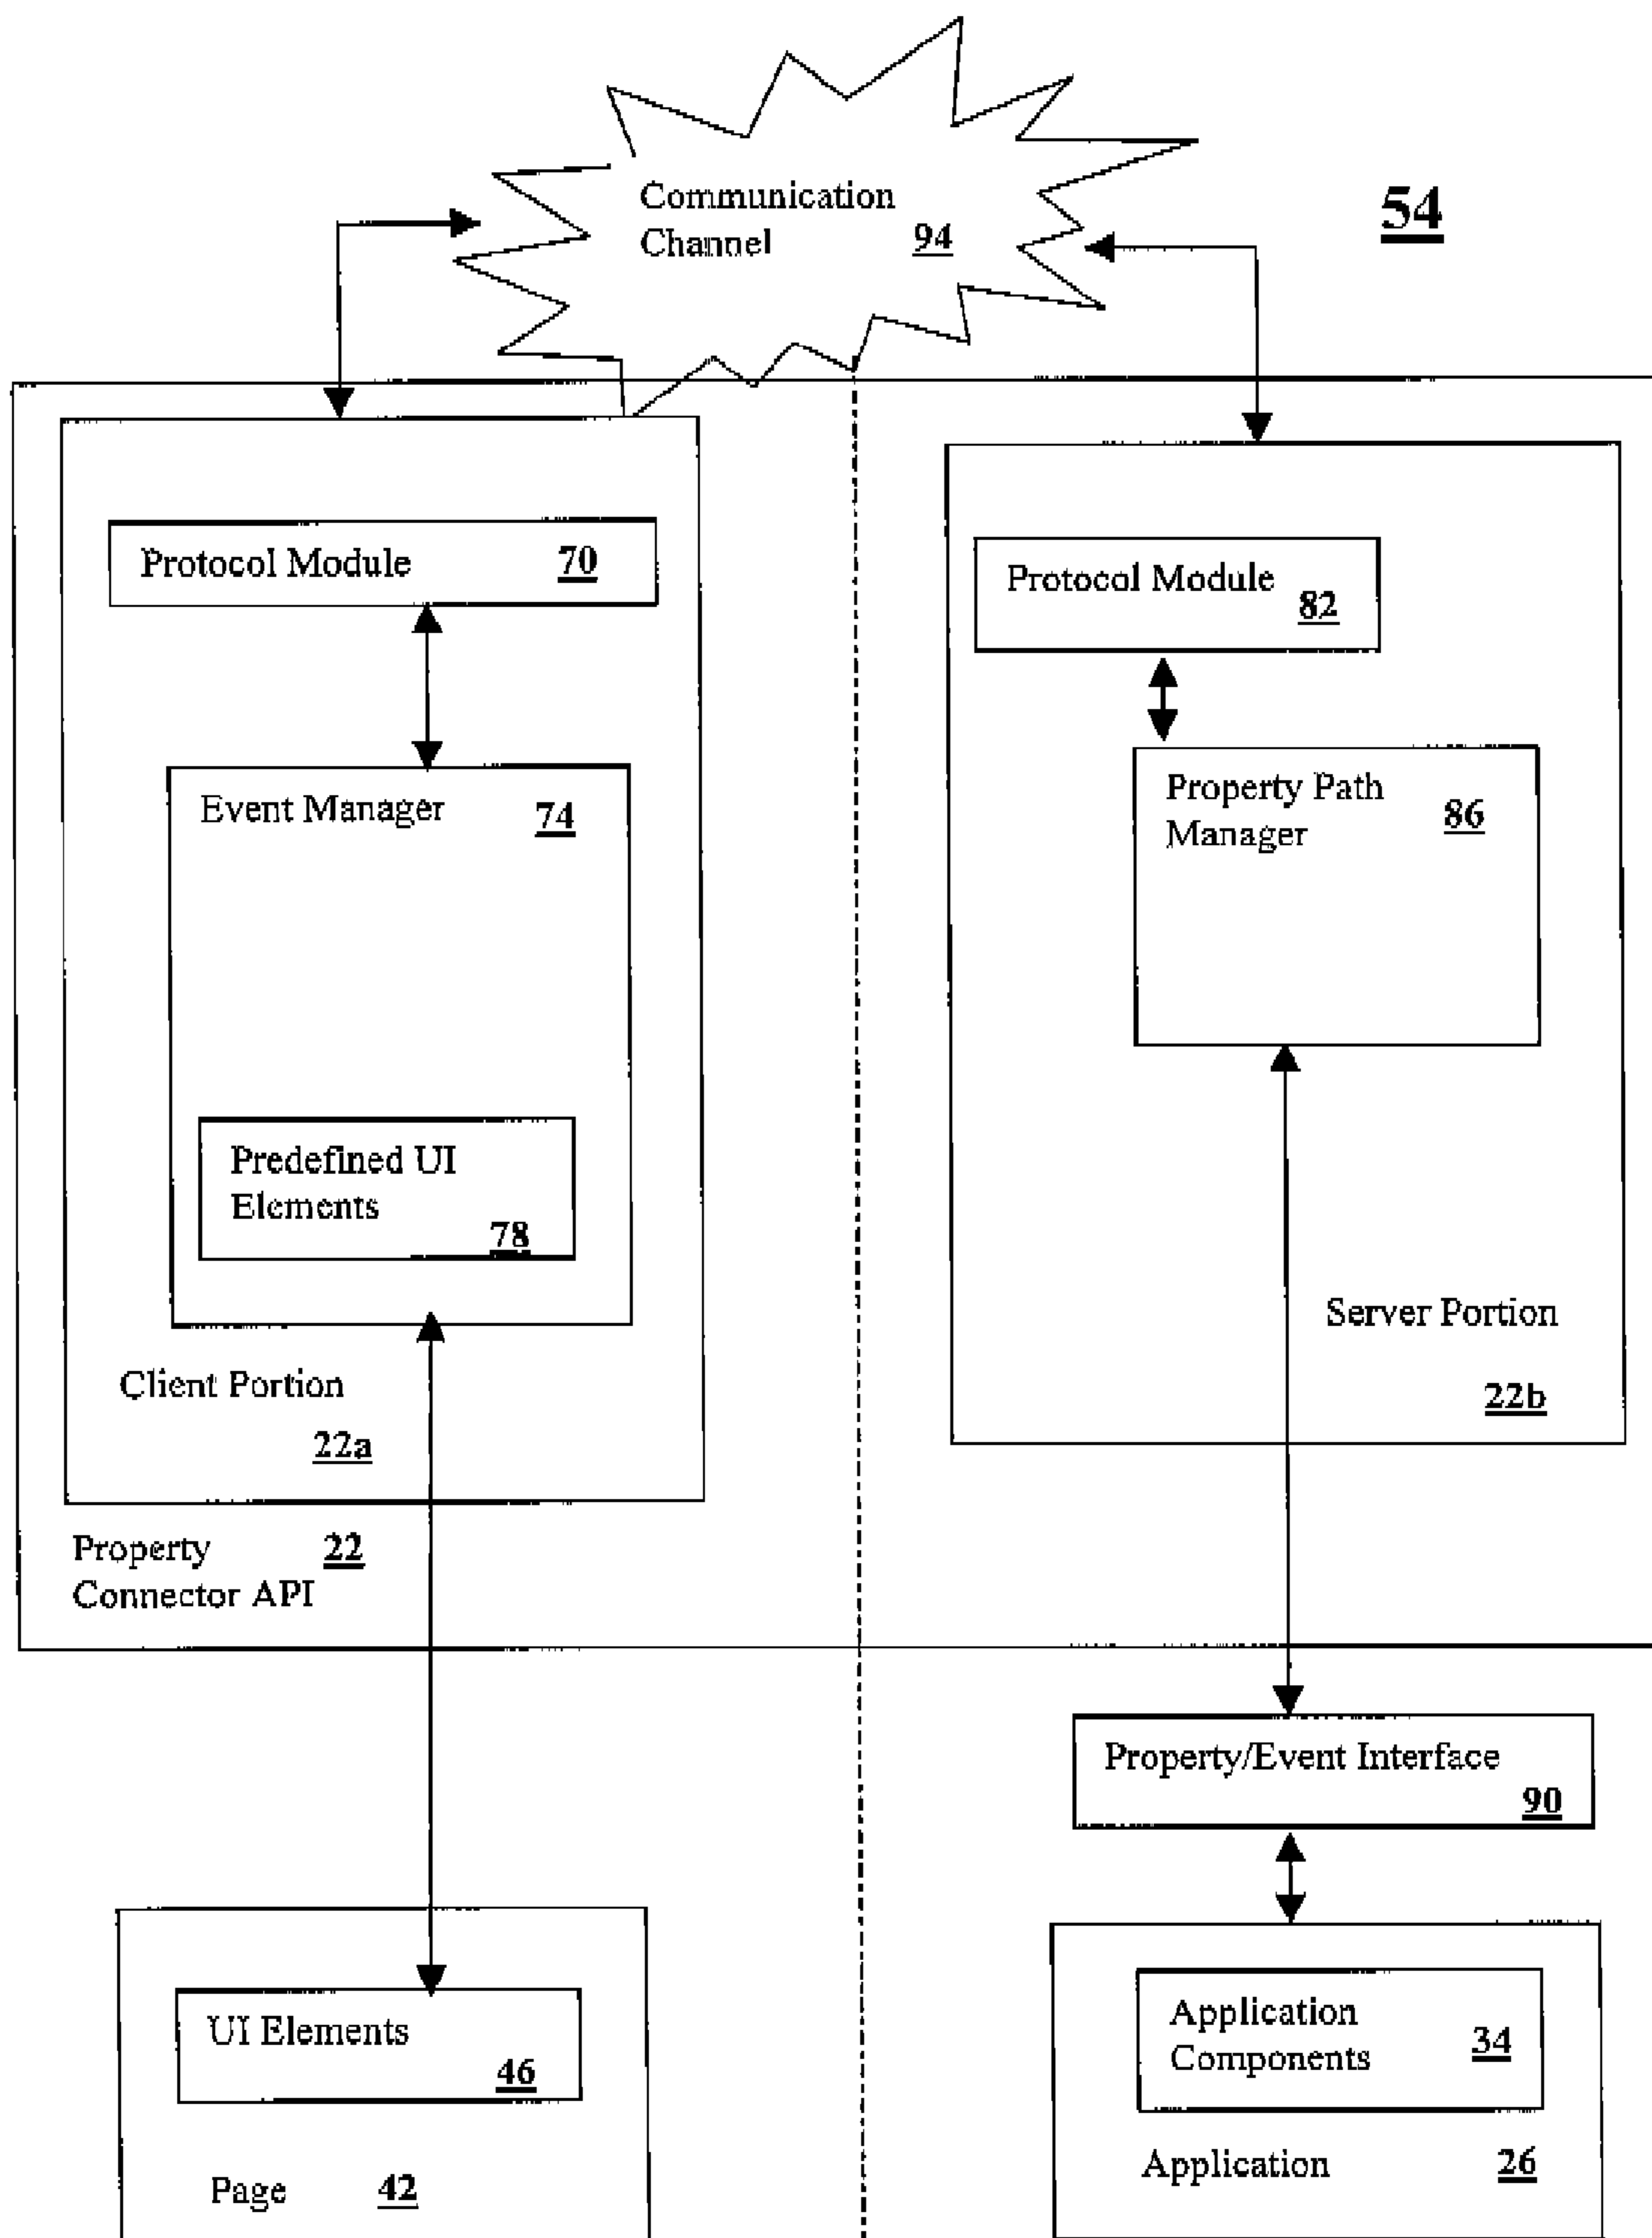 Communication
Channel 94
54
Protocol Module 70
Event Manager 74
Predefined UI
Elements
78
Client Portion
22a
Property 22
Connector API
Protocol Module
82
Property Path
Manager 86
Server Portion
22b
Property/Event Interface
90
UI Elements
46
Page 42
Application
Components 34
Application 26